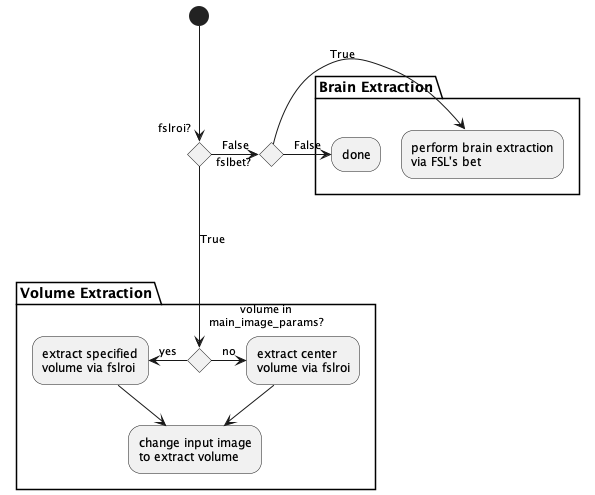 True
Brain Extraction
fslroi?
False
fslbet?
False
done
perform brain extraction
via FSL's bet
True
Volume Extraction
volume in
main_image_params?
extract specified
volume via fslroi
yes
no
extract center
volume via fslroi
change input image
to extract volume